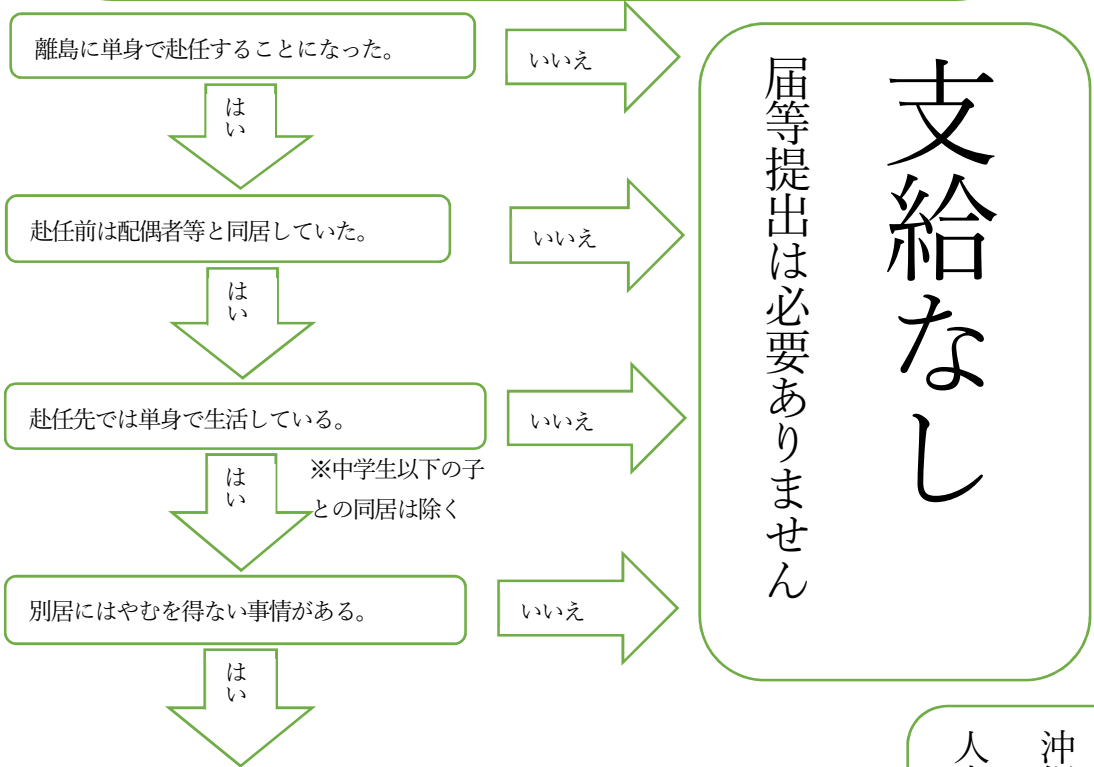 離島に単身で赴任することになった。
いいえ
はい
赴任前は配偶者等と同居していた。
いいえ
はい
赴任先では単身で生活している。
いいえ
はい
※中学生以下の子
との同居は除く
別居にはやむを得ない事情がある。
いいえ
はい
支給なし
届等提出は必要ありません
沖
人